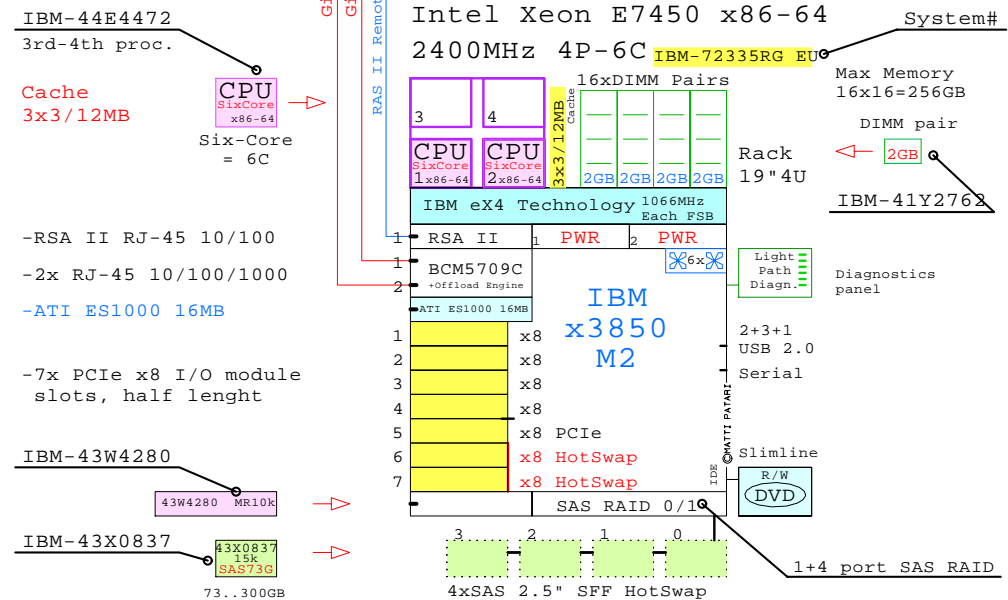 IBM-44E4472
3rd-4th proc.
Cache
3x3/12MB
CPU
SixCore
x86-64
Six-Core
= 6C
RAS II Remot
Intel Xeon E7450 x86-64
2400MHz 4P-6C
IBM-72335RG EU
System#
16xDIMM Pairs
Max Memory
16x16=256GB
DIMM pair
2GB
IBM-41Y2762
3
4
CPU
SixCore
1 x86-64
CPU
SixCore
2 x86-64
3x3/12MB
Cache
2GB 2GB 2GB 2GB
Rack
19"4U
IBM eX4 Technology
1066MHz
Each FSB
1 RSA II
1 PWR
2 PWR
1
2
BCM5709C
+Offload Engine
6x
ATI ES1000 16MB
-RSA II RJ-45 10/100
-2x RJ-45 10/100/1000
-ATI ES1000 16MB
-7x PCIe x8 I/O module
slots, half lenght
IBM
x3850
M2
Light
Path
Diagn.
Diagnostics
panel
2+3+1
USB 2.0
Serial
1 x8
2 x8
3 x8
4 x8
5 x8 PCIe
6 x8 HotSwap
7 x8 HotSwap
©MATTI PATARI
IDE
Slimline
R/W
DVD
SAS RAID 0/1
IBM-43W4280
43W4280 MR10k
IBM-43X0837
43X0837
15k
SAS73G
73..300GB
3 2 1 0
4xSAS 2.5" SFF HotSwap
1+4 port SAS RAID